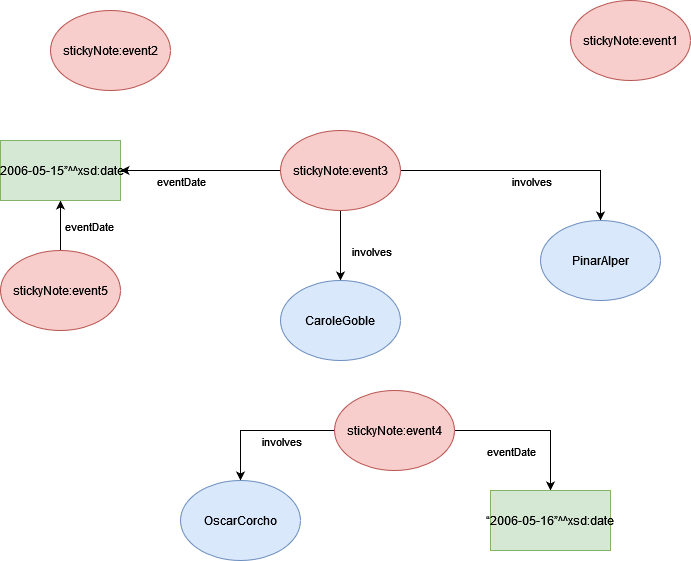 stickyNote:event1
stickyNote:event2
2006-05-15”^^xsd:date
eventDate
stickyNote:event3
involves
eventDate
involves
PinarAlper
stickyNote:event5
CaroleGoble
stickyNote:event4
involves
eventDate
OscarCorcho
“2006-05-16”^^xsd:date